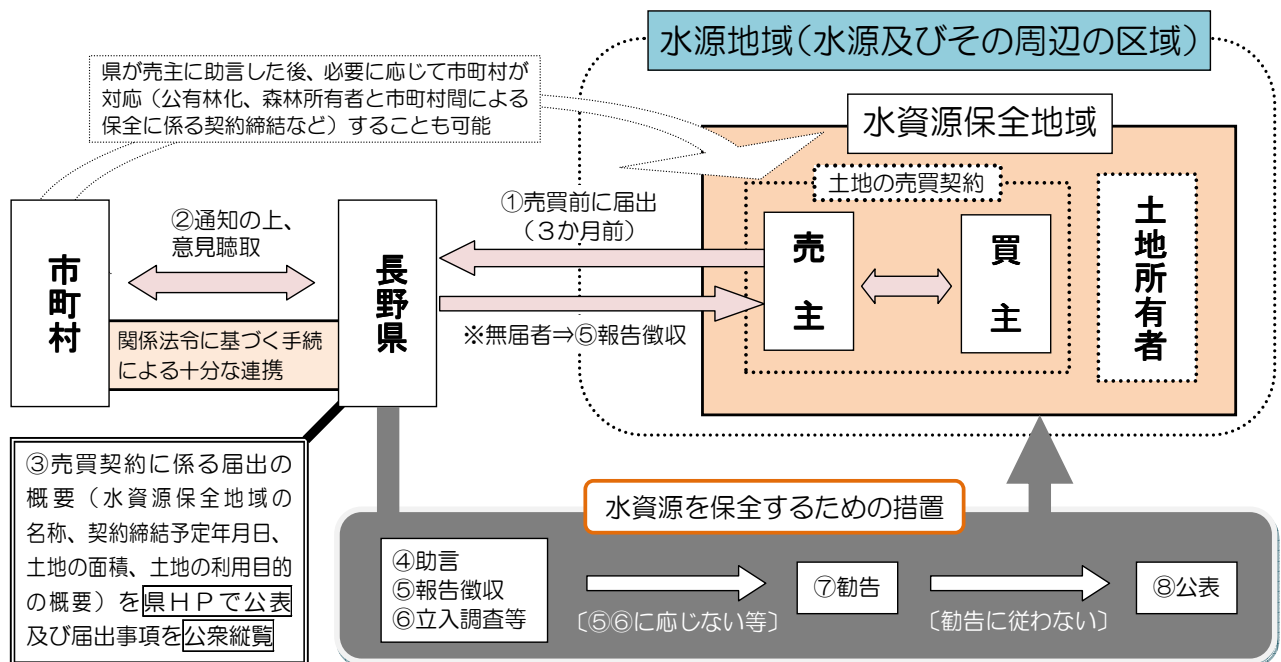 水源地域（水源及びその周辺の区域）
県が売主に助言した後、必要に応じて市町村が
対応（公有林化、森林所有者と市町村間による
保全に係る契約締結など）することも可能
水資源保全地域
土地の売買契約
①売買前に届出
（３か月前）
②通知の上、
意見聴取
市町村
長野県
売主
買主
土地所有者
※無届者⇒⑤報告徴収
関係法令に基づく手続
による十分な連携
③売買契約に係る届出の
概要（水資源保全地域の
名称、契約締結予定年月日、
土地の面積、土地の利用目的
の概要）を県ＨＰで公表
及び届出事項を公衆縦覧
水資源を保全するための措置
④助言
⑤報告徴収
⑥立入調査等
〔⑤⑥に応じない等〕
⑦勧告
〔勧告に従わない〕
⑧公表